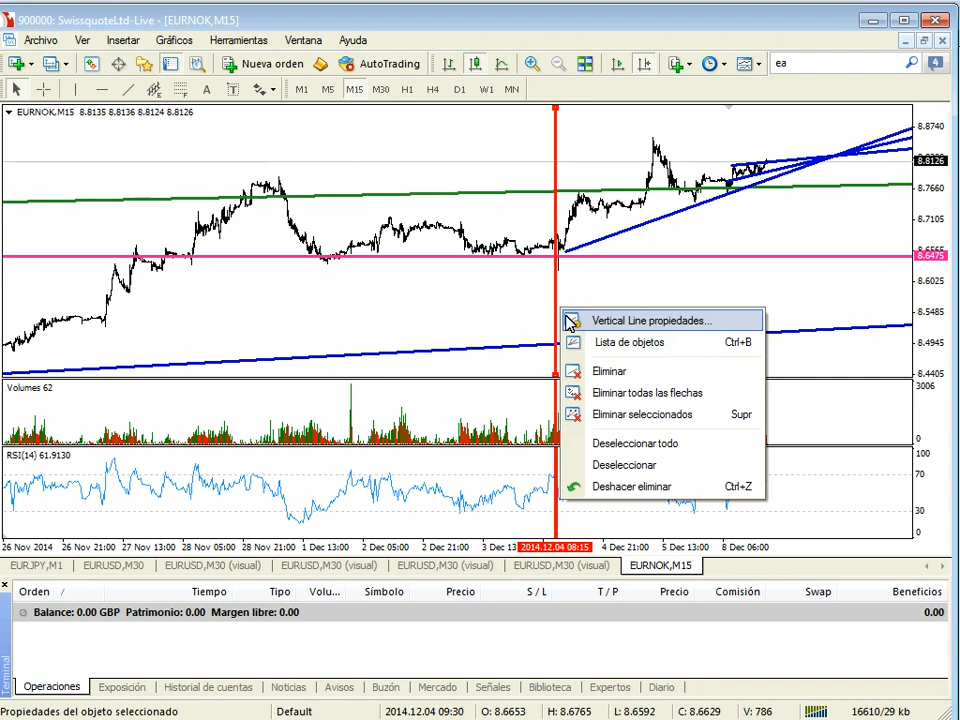 900000: SwissquoteLtd-Live - [EURNOK,M15]
Archivo Ver Insertar Gráficos Herramientas Ventana Ayuda
Nueva orden AutoTrading ea 4
A T M1 M5 M15 M30 H1 H4 D1 W1 MN
EURNOK,M15 8.8135 8.8136 8.8124 8.8126
8.8740
8.8126
8.7660
8.7105
8.6475
8.6025
8.5485
8.4945
8.4405
Vertical Line propiedades...
Lista de objetos Ctrl+B
Eliminar
Eliminar todas las flechas
Eliminar seleccionados Supr
Deseleccionar todo
Deseleccionar
Deshacer eliminar Ctrl+Z
Volumes 62
3006
0
RSI(14) 61.9130
100
70
30
0
26 Nov 2014 26 Nov 21:00 27 Nov 13:00 28 Nov 05:00 28 Nov 21:00 1 Dec 13:00 2 Dec 05:00 2 Dec 21:00 3 Dec 13: 2014.12.04 08:15 4 Dec 21:00 5 Dec 13:00 8 Dec 06:00
EURJPY,M1 EURUSD,M30 EURUSD,M30 (visual) EURUSD,M30 (visual) EURUSD,M30 (visual) EURUSD,M30 (visual) EURNOK,M15
Orden / Tiempo Tipo Volu... Símbolo Precio S / L T / P Precio Comisión Swap Beneficios
Balance: 0.00 GBP Patrimonio: 0.00 Margen libre: 0.00 0.00
Terminal
Operaciones Exposición Historial de cuentas Noticias Avisos Buzón Mercado Señales Biblioteca Expertos Diario
Propiedades del objeto seleccionado Default 2014.12.04 09:30 O: 8.6653 H: 8.6765 L: 8.6592 C: 8.6629 V: 786 16610/29 kb